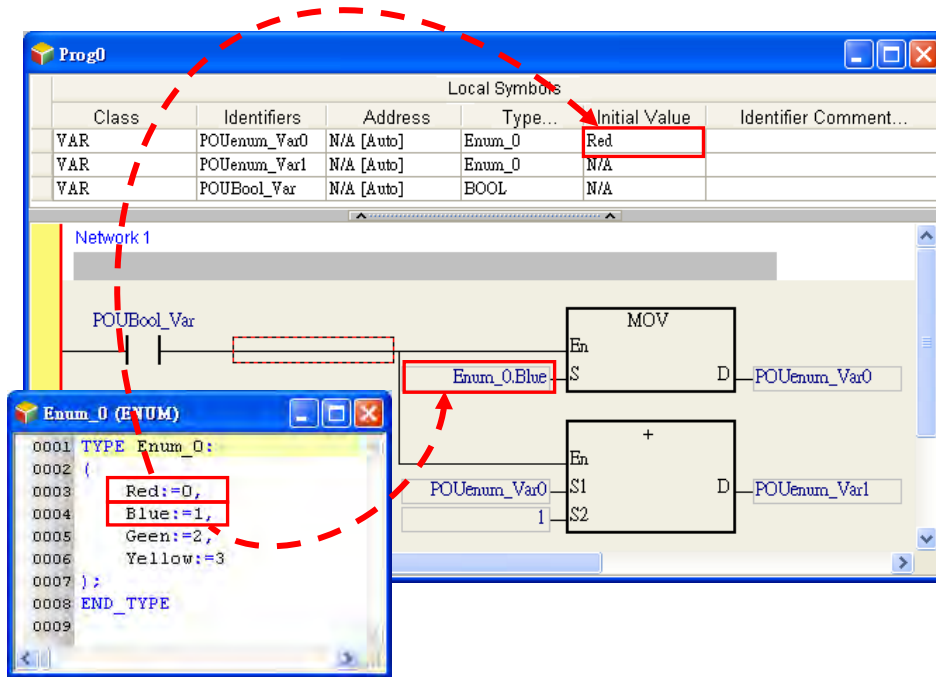 Prog0
Local Symbols
Class Identifiers Address Type... Initial Value Identifier Comment...
VAR POUenum_Var0 N/A [Auto] Enum_0 Red
VAR POUenum_Var1 N/A [Auto] Enum_0 N/A
VAR POUBool_Var N/A [Auto] BOOL N/A
Network 1
POUBool_Var
MOV
En
Enum_0.Blue S D POUenum_Var0
+
En
POUenum_Var0 S1 D POUenum_Var1
1 S2
Enum_0 (ENUM)
0001 TYPE Enum_0:
0002 (
0003 Red:=0,
0004 Blue:=1,
0005 Geen:=2,
0006 Yellow:=3
0007 );
0008 END_TYPE
0009